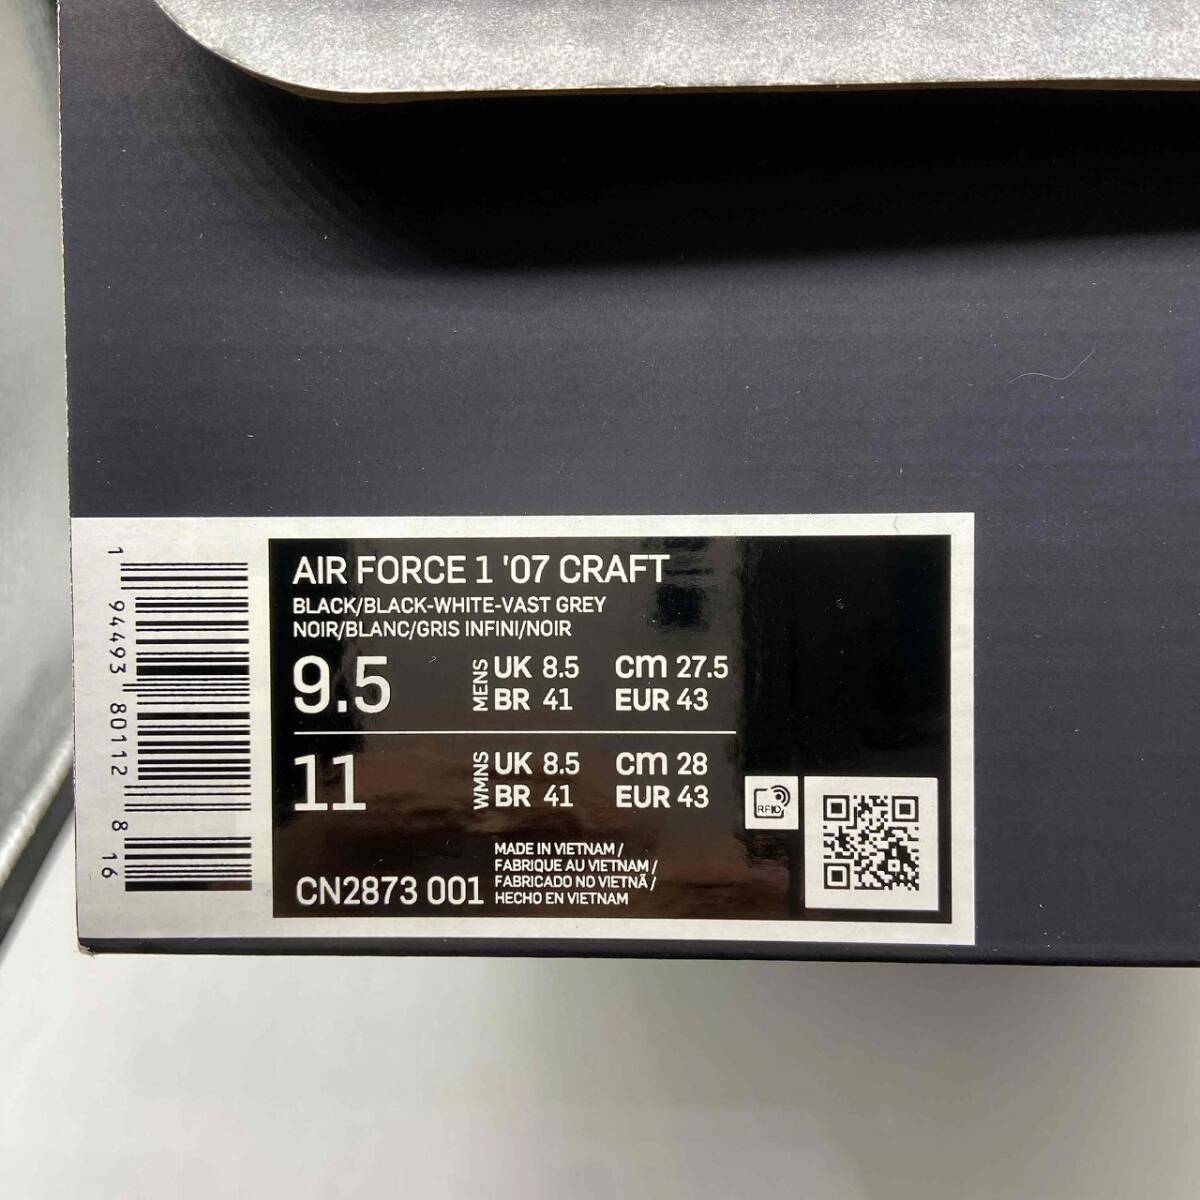 AIR FORCE 1 '07 CRAFT
BLACK/BLACK-WHITE-VAST GREY
NOIR/BLANC/GRIS INFINI/NOIR
9.5 MENS UK 8.5 cm 27.5
BR 41 EUR 43
11 WMNS UK 8.5 cm 28
BR 41 EUR 43
RFID
MADE IN VIETNAM /
FABRIQUE AU VIETNAM /
FABRICADO NO VIETNÃ /
HECHO EN VIETNAM
CN2873 001
1 94493 80112 8 16